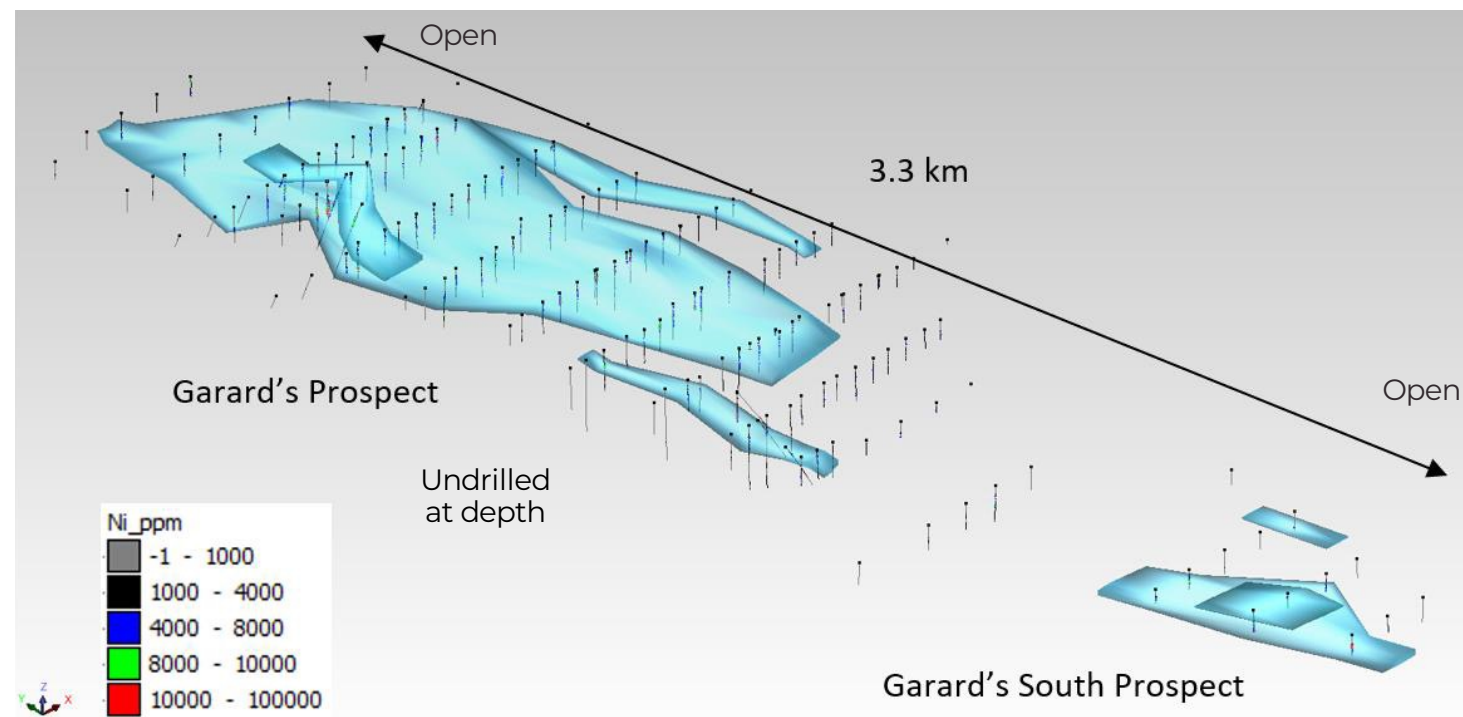 Open
3.3 km
Garard’s Prospect
Open
Undrilled
at depth
Ni_ppm
-1 - 1000
1000 - 4000
4000 - 8000
8000 - 10000
10000 - 100000
Garard’s South Prospect
Y Z X